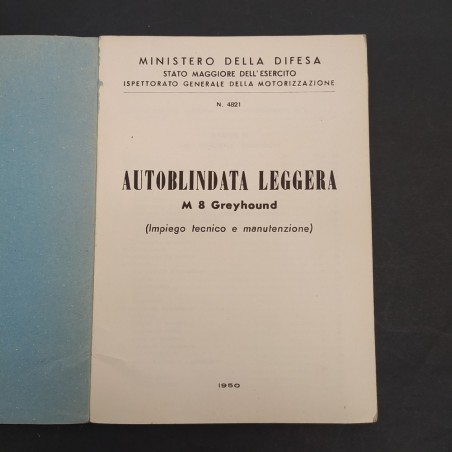 MINISTERO DELLA DIFESA
STATO MAGGIORE DELL'ESERCITO
ISPETTORATO GENERALE DELLA MOTORIZZAZIONE
N. 4821
AUTOBLINDATA LEGGERA
M 8 Greyhound
(Impiego tecnico e manutenzione)
1950